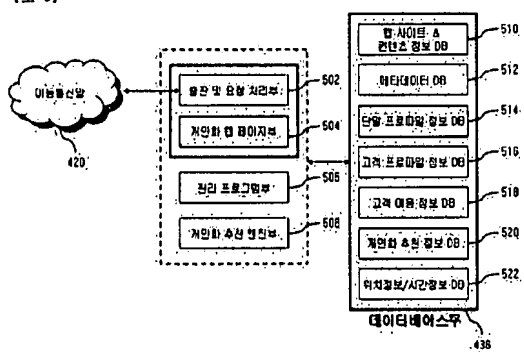 이동통신망
420
출판 및 요청 처리부
502
개인화 웹 페이지부
504
관리 프로그램부
506
개인화 추천 엔진부
508
웹 사이트 &
컨텐츠 정보 DB
510
메타데이터 DB
512
단말 프로파일 정보 DB
514
고객 프로파일 정보 DB
516
고객 이용 정보 DB
518
개인화 추천 정보 DB
520
위치정보/시간정보 DB
522
데이터베이스부
436